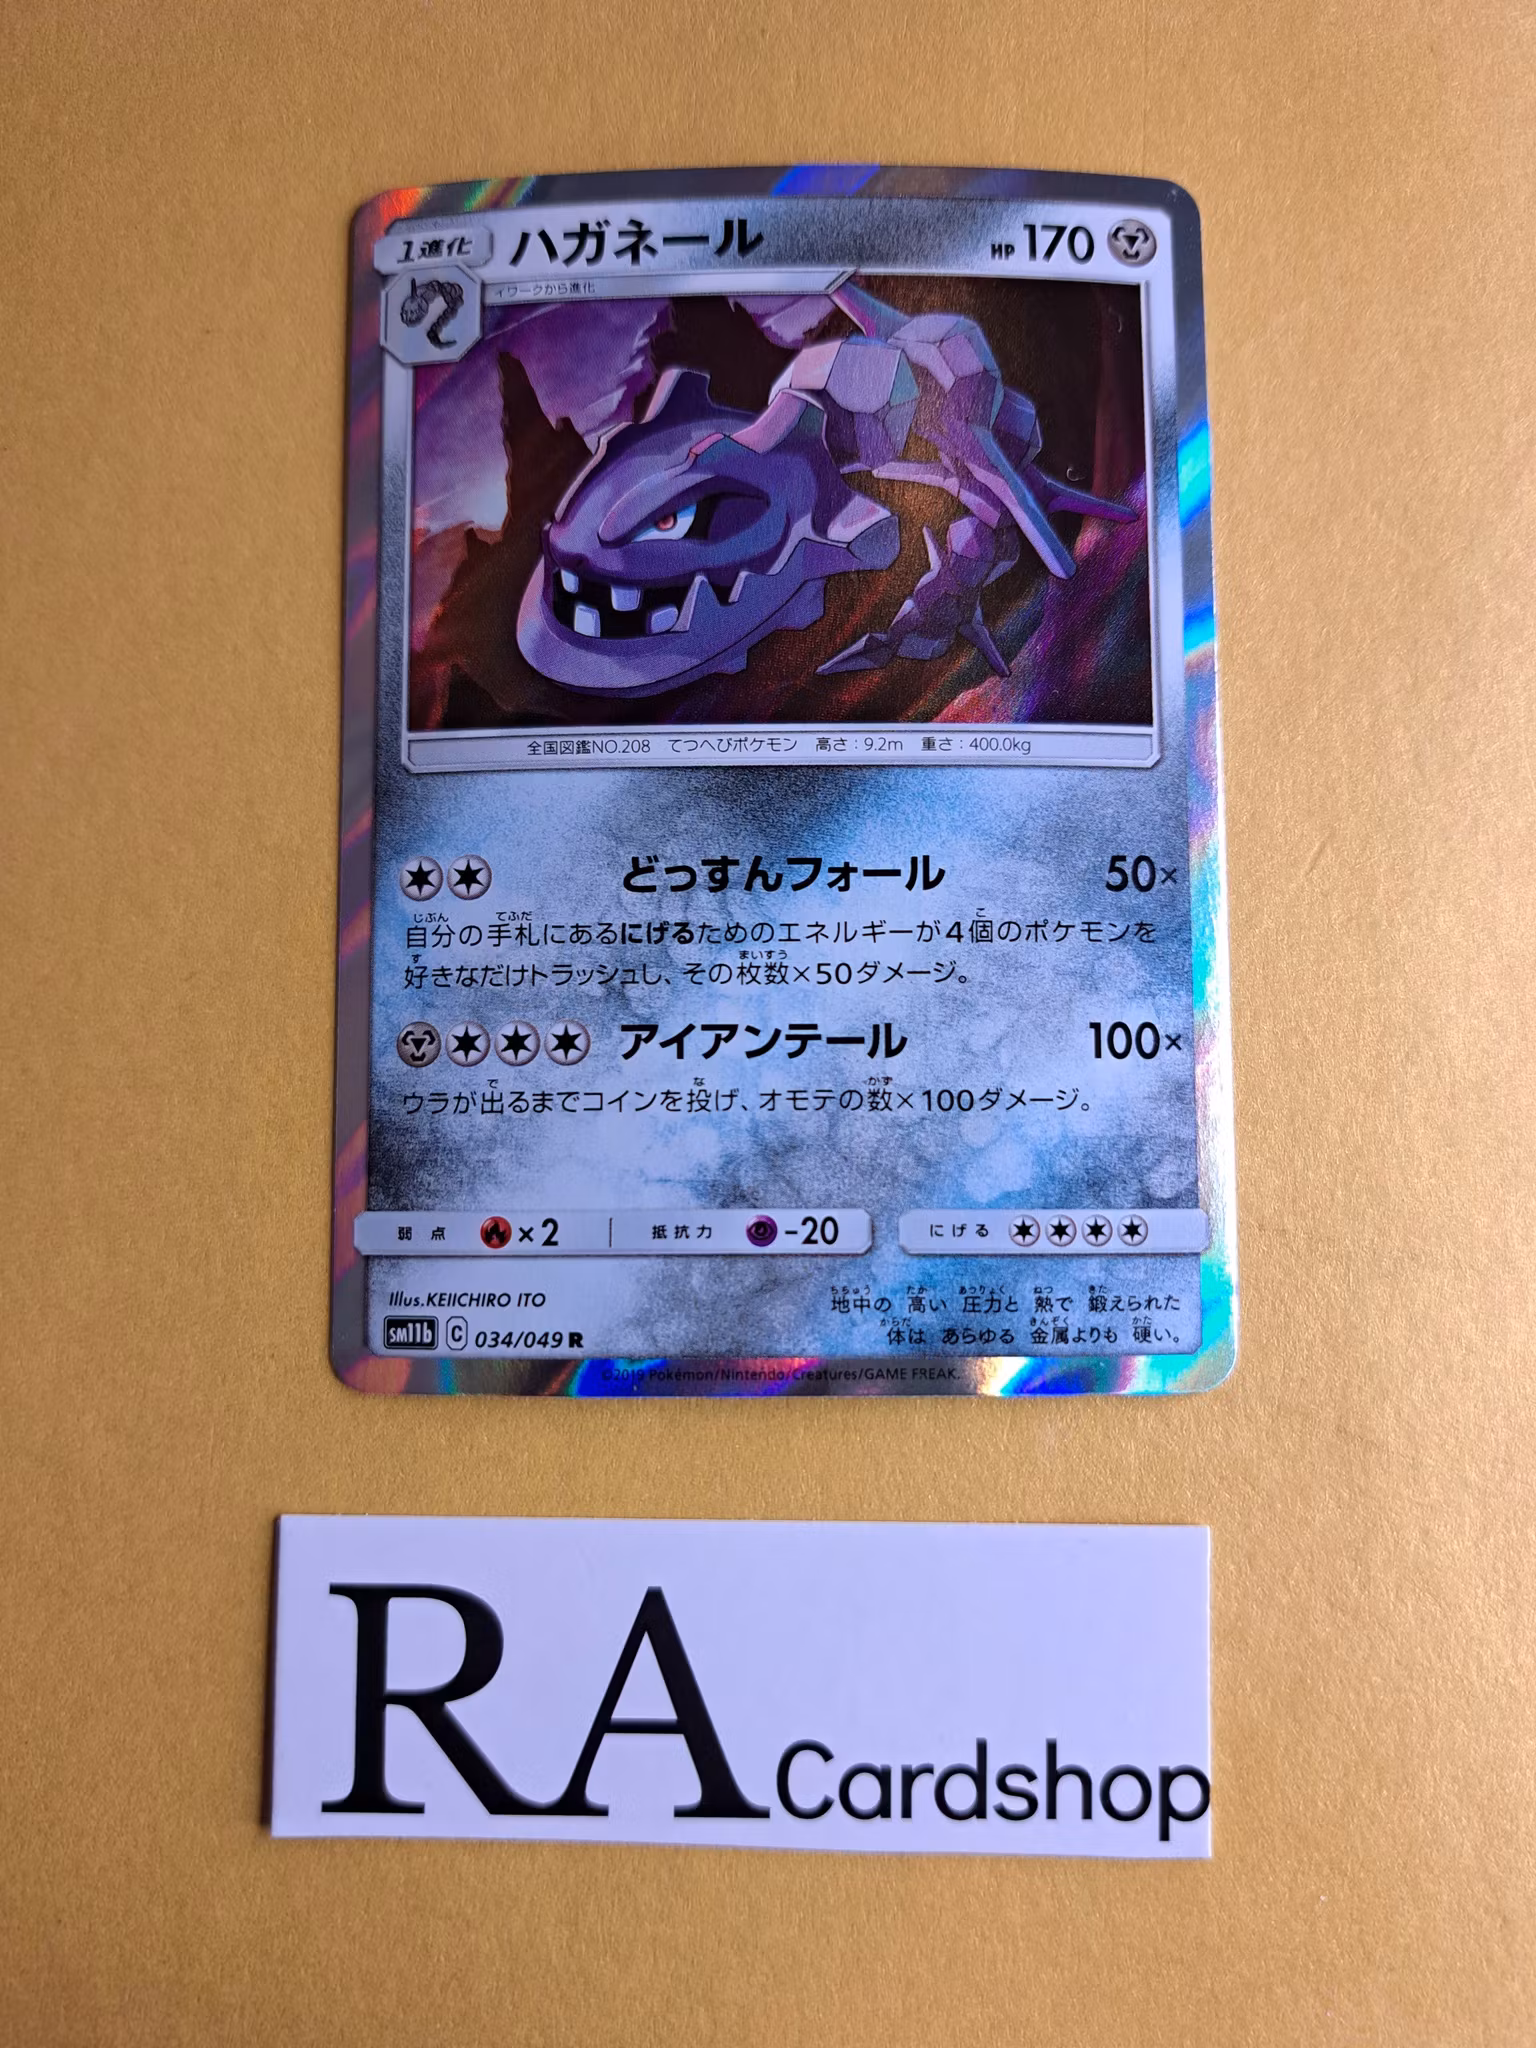 1進化 ハガネール HP 170
イワークから進化
全国図鑑NO.208 てつへびポケモン 高さ:9.2m 重さ:400.0kg
どっすんフォール 50×
自分の手札にあるにげるためのエネルギーが4個のポケモンを
好きなだけトラッシュし、その枚数×50ダメージ。
アイアンテール 100×
ウラが出るまでコインを投げ、オモテの数×100ダメージ。
弱点 ×2 抵抗力 -20 にげる
Illus.KEIICHIRO ITO
sm11b C 034/049 R
地中の 高い 圧力と 熱で 鍛えられた
体は あらゆる 金属よりも 硬い。
©2019 Pokémon/Nintendo/Creatures/GAME FREAK.
RA Cardshop